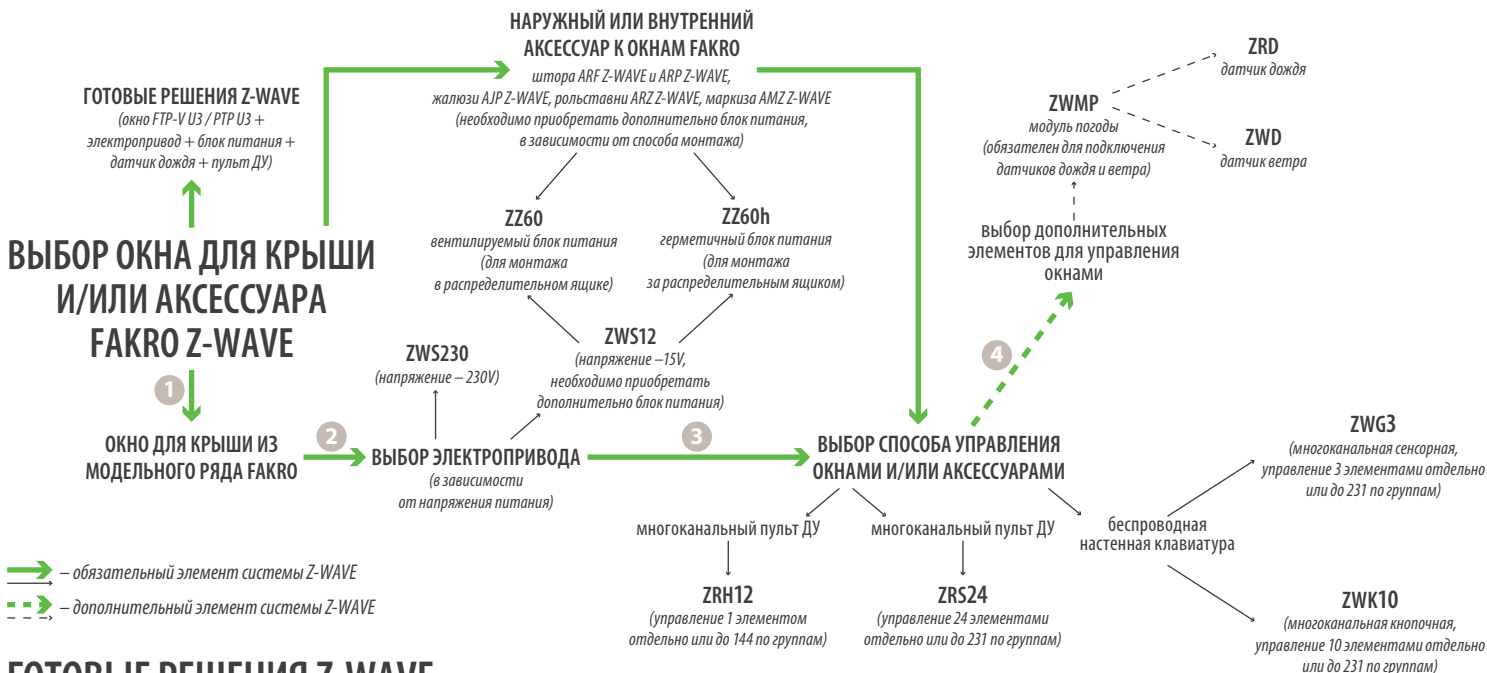 НАРУЖНЫЙ ИЛИ ВНУТРЕННИЙ
АКСЕССУАР К ОКНАМ FAKRO
штора ARF Z-WAVE и ARP Z-WAVE,
жалюзи AJP Z-WAVE, рольставни ARZ Z-WAVE, маркиза AMZ Z-WAVE
(необходимо приобретать дополнительно блок питания,
в зависимости от способа монтажа)
ГОТОВЫЕ РЕШЕНИЯ Z-WAVE
(окно FTP-V U3 / PTP U3 +
электропривод + блок питания +
датчик дождя + пульт ДУ)
ZRD
датчик дождя
ZWMP
модуль погоды
(обязателен для подключения
датчиков дождя и ветра)
ZWD
датчик ветра
ВЫБОР ОКНА ДЛЯ КРЫШИ
И/ИЛИ АКСЕССУАРА
FAKRO Z-WAVE
ZZ60
вентилируемый блок питания
(для монтажа
в распределительном ящике)
ZZ60h
герметичный блок питания
(для монтажа
за распределительным ящиком)
выбор дополнительных
элементов для управления
окнами
ZWS230
(напряжение – 230V)
ZWS12
(напряжение –15V,
необходимо приобретать
дополнительно блок питания)
4
1
ОКНО ДЛЯ КРЫШИ ИЗ
МОДЕЛЬНОГО РЯДА FAKRO
2
ВЫБОР ЭЛЕКТРОПРИВОДА
(в зависимости
от напряжения питания)
3
ВЫБОР СПОСОБА УПРАВЛЕНИЯ
ОКНАМИ И/ИЛИ АКСЕССУАРАМИ
ZWG3
(многоканальная сенсорная,
управление 3 элементами отдельно
или до 231 по группам)
многоканальный пульт ДУ
многоканальный пульт ДУ
беспроводная
настенная клавиатура
ZRH12
(управление 1 элементом
отдельно или до 144 по группам)
ZRS24
(управление 24 элементами
отдельно или до 231 по группам)
ZWK10
(многоканальная кнопочная,
управление 10 элементами отдельно
или до 231 по группам)
– обязательный элемент системы Z-WAVE
– дополнительный элемент системы Z-WAVE
ГОТОВЫЕ РЕШЕНИЯ Z-WAVE